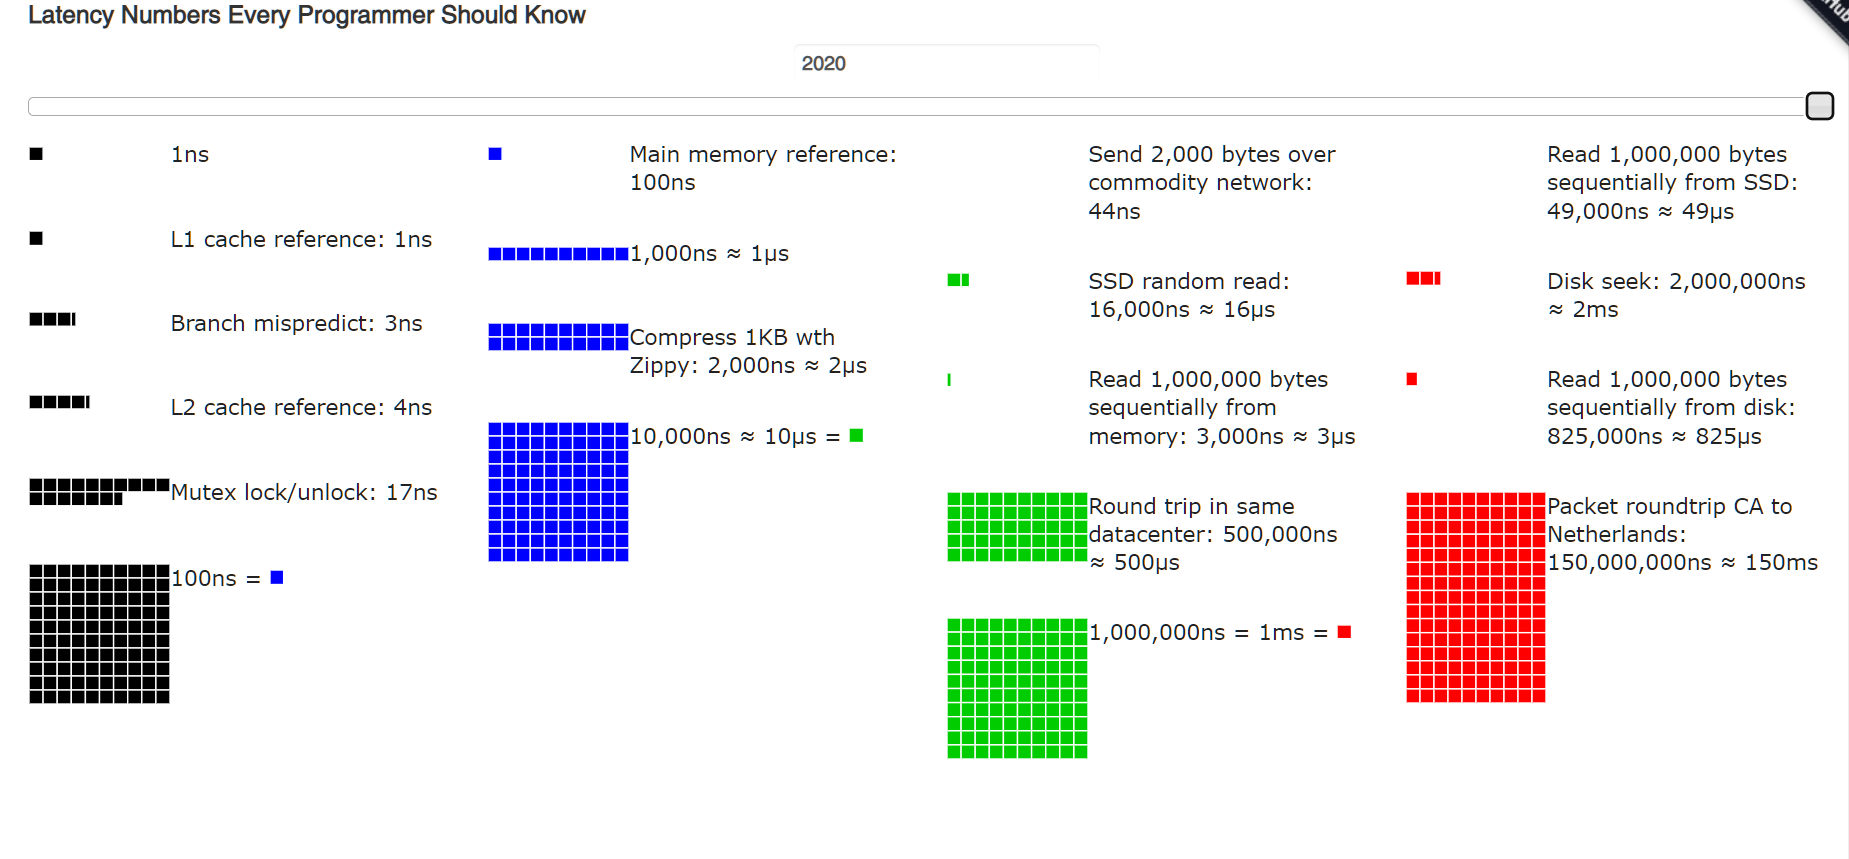 Latency Numbers Every Programmer Should Know
2020
1ns
L1 cache reference: 1ns
Branch mispredict: 3ns
L2 cache reference: 4ns
Mutex lock/unlock: 17ns
100ns =
Main memory reference:
100ns
1,000ns ≈ 1μs
Compress 1KB wth
Zippy: 2,000ns ≈ 2μs
10,000ns ≈ 10μs =
Send 2,000 bytes over
commodity network:
44ns
SSD random read:
16,000ns ≈ 16μs
Read 1,000,000 bytes
sequentially from
memory: 3,000ns ≈ 3μs
Round trip in same
datacenter: 500,000ns
≈ 500μs
1,000,000ns = 1ms =
Read 1,000,000 bytes
sequentially from SSD:
49,000ns ≈ 49μs
Disk seek: 2,000,000ns
≈ 2ms
Read 1,000,000 bytes
sequentially from disk:
825,000ns ≈ 825μs
Packet roundtrip CA to
Netherlands:
150,000,000ns ≈ 150ms